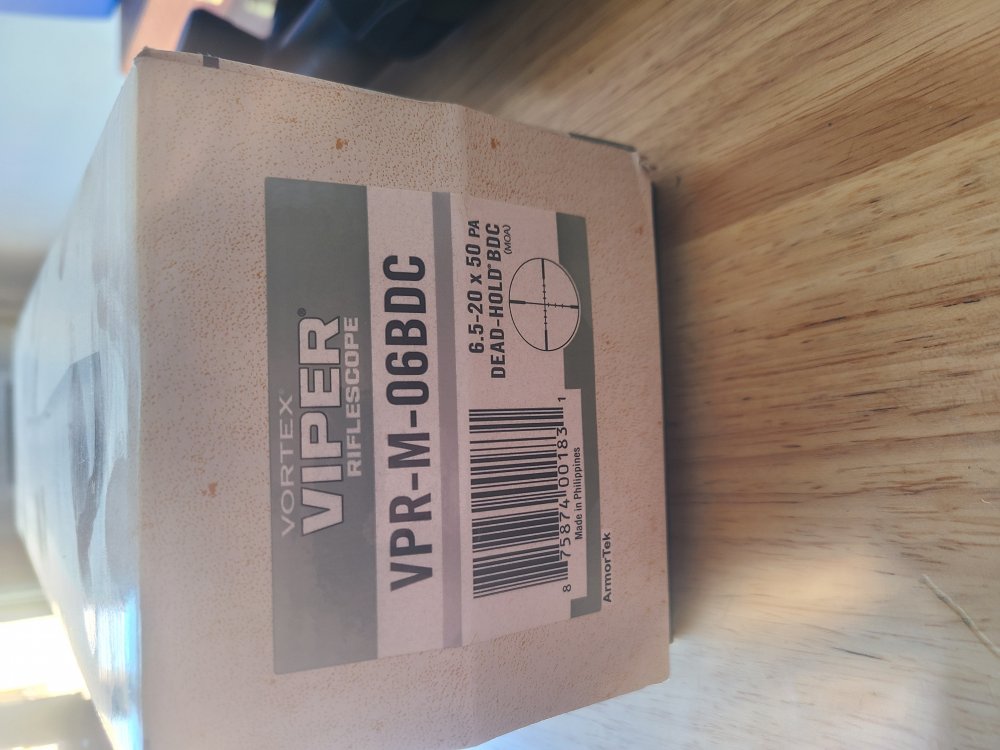 VORTEX®
VIPER®
RIFLESCOPE
VPR-M-06BDC
6.5-20 x 50 PA
DEAD-HOLD® BDC
(MOA)
8 75874 00183 1
Made in Philippines
ArmorTek